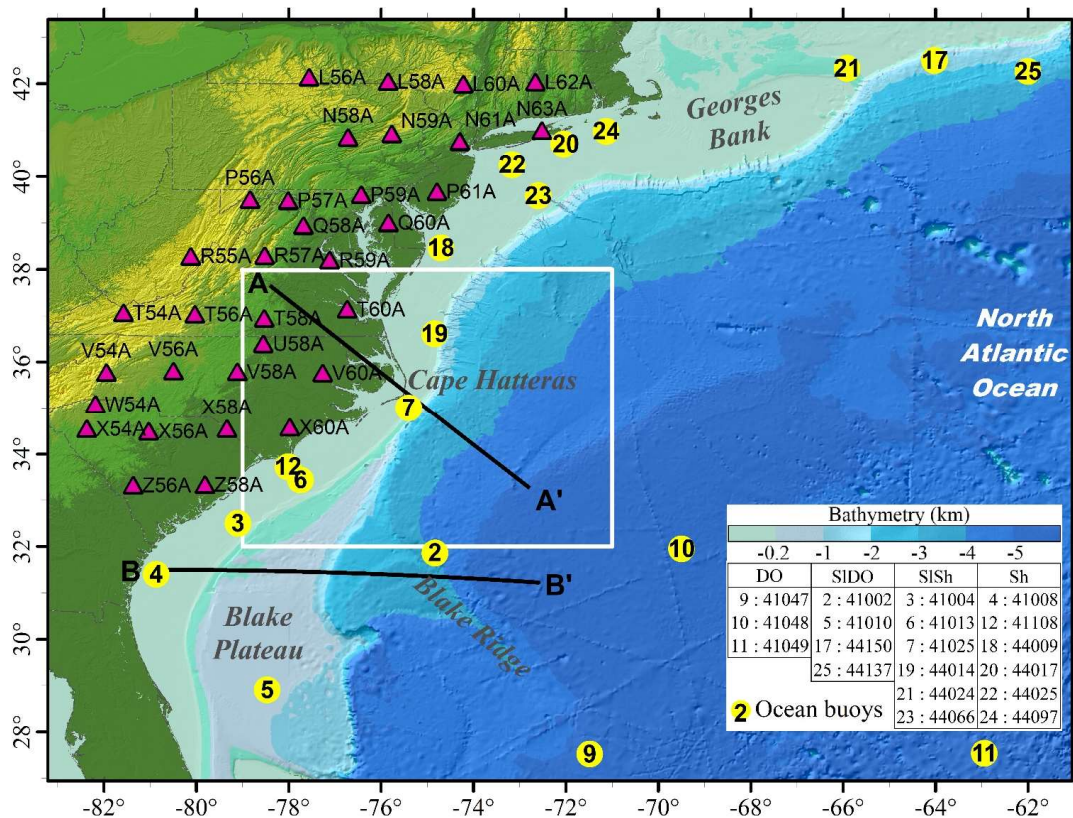 42°
40°
38°
36°
34°
32°
30°
28°
-82°
-80°
-78°
-76°
-74°
-72°
-70°
-69°
-68°
-66°
-64°
-62°
L56A
L58A
L60A
L62A
N58A
N59A
N61A
N63A
P56A
P57A
P59A
P61A
Q58A
Q60A
R55A
R57A
R59A
T54A
T56A
T58A
T60A
U58A
V54A
V56A
V58A
V60A
W54A
X54A
X56A
X58A
X60A
Z56A
Z58A
21
17
25
24
20
22
23
18
19
7
12
6
3
2
4
5
10
9
11
Georges
Bank
Cape Hatteras
North
Atlantic
Ocean
Blake
Plateau
Blake Ridge
A
A'
B
B'
Bathymetry (km)
-0.2 -1 -2 -3 -4 -5
DO SlDO SlSh Sh
9 : 41047 2 : 41002 3 : 41004 4 : 41008
10 : 41048 5 : 41010 6 : 41013 12 : 41108
11 : 41049 17 : 44150 7 : 41025 18 : 44009
25 : 44137 19 : 44014 20 : 44017
21 : 44024 22 : 44025
23 : 44066 24 : 44097
2 Ocean buoys